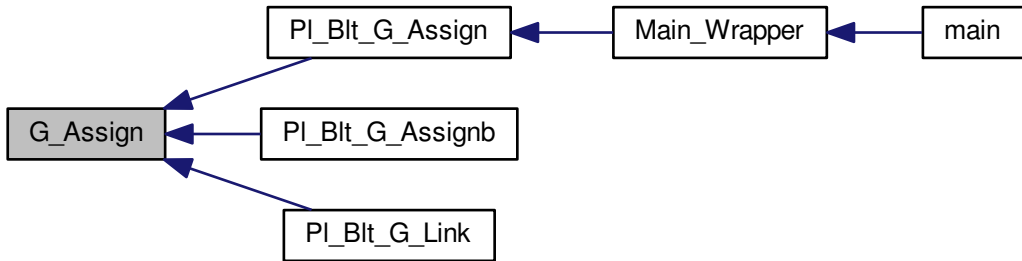 Pl_Blt_G_Assign
Main_Wrapper
main
G_Assign
Pl_Blt_G_Assignb
Pl_Blt_G_Link